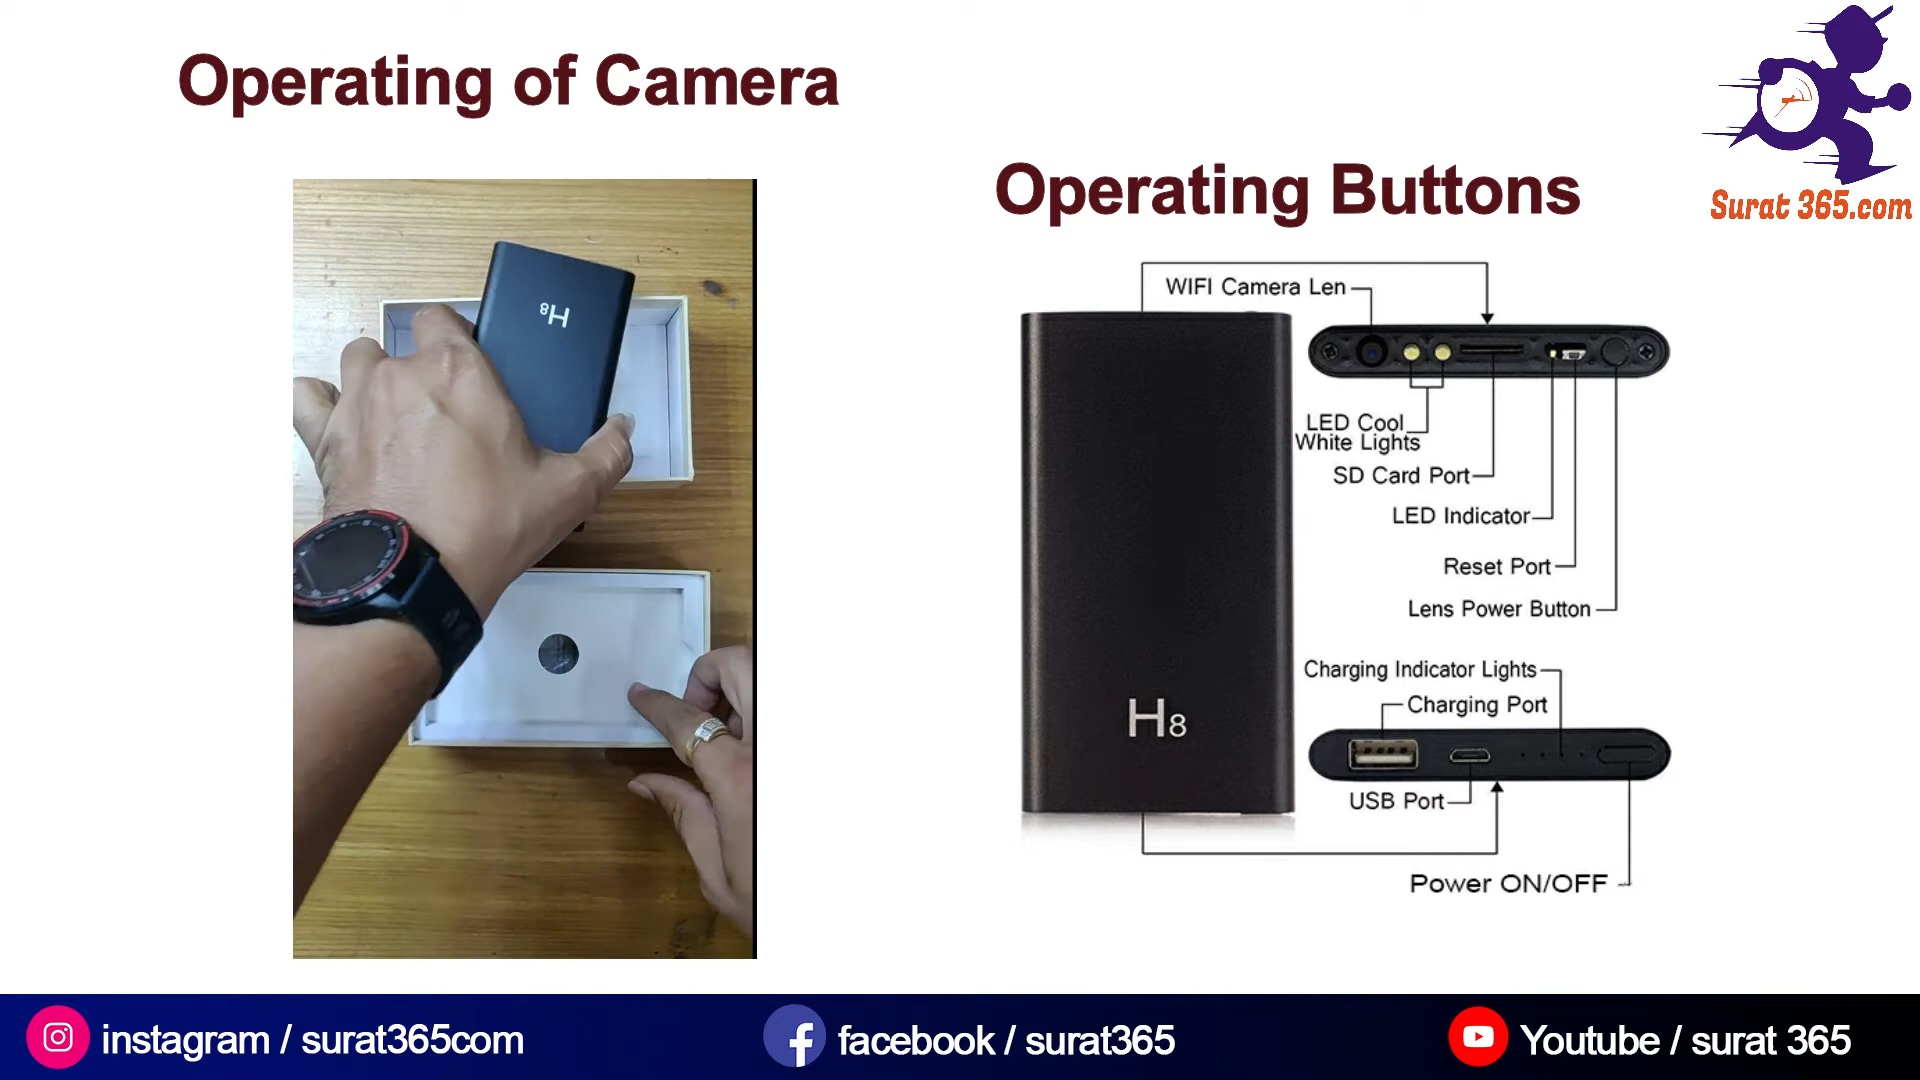 Operating of Camera
Surat 365.com
Operating Buttons
H8
WIFI Camera Len
LED Cool
White Lights
SD Card Port
LED Indicator
Reset Port
Lens Power Button
Charging Indicator Lights
Charging Port
H8
USB Port
Power ON/OFF
instagram / surat365com
facebook / surat365
Youtube / surat 365